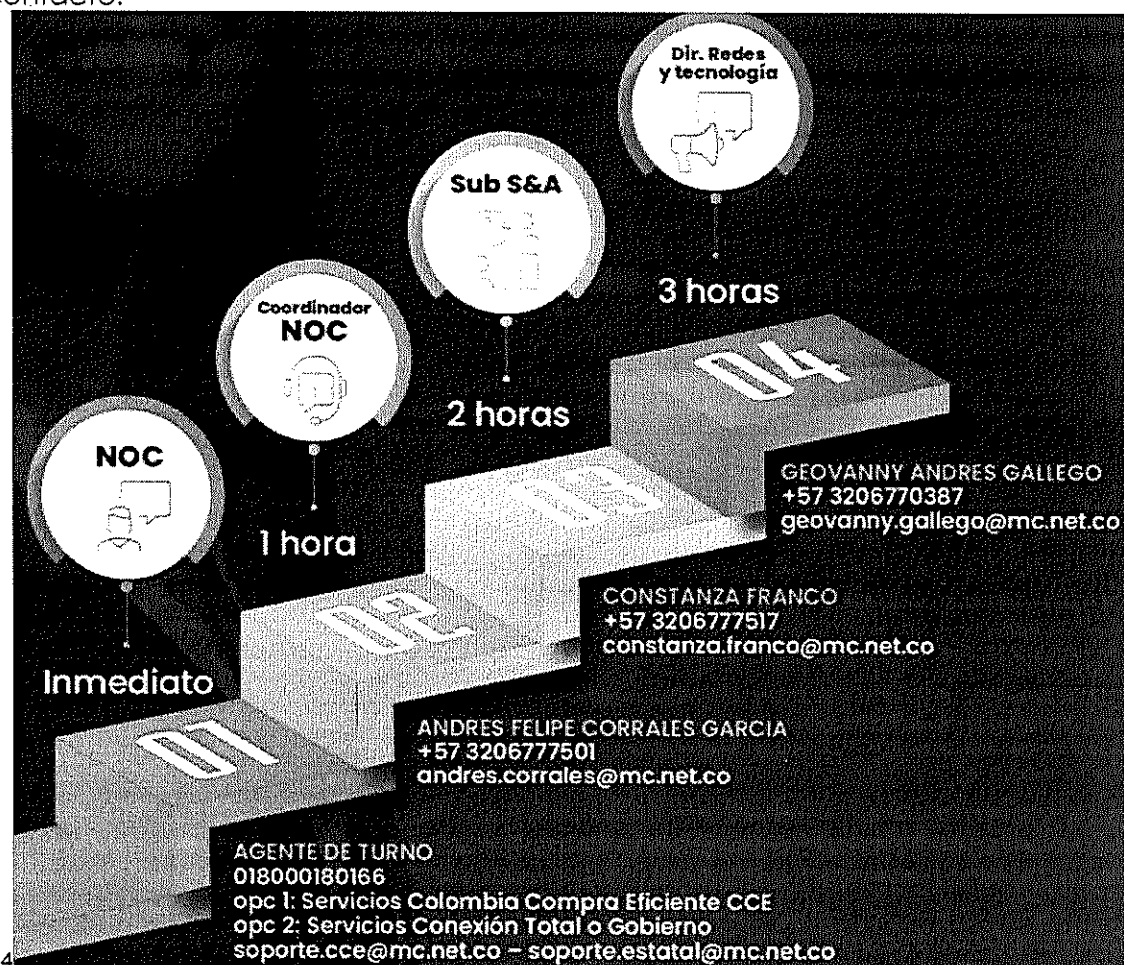 contacto.
Dir. Redes
y tecnología
Sub S&A
3 horas
Coordinador
NOC
2 horas
04
NOC
1 hora
03
GEOVANNY ANDRES GALLEGO
+57 3206770387
geovanny.gallego@mc.net.co
Inmediato
02
CONSTANZA FRANCO
+57 3206777517
constanza.franco@mc.net.co
01
ANDRES FELIPE CORRALES GARCIA
+57 3206777501
andres.corrales@mc.net.co
AGENTE DE TURNO
018000180166
opc 1: Servicios Colombia Compra Eficiente CCE
opc 2: Servicios Conexión Total o Gobierno
soporte.cce@mc.net.co – soporte.estatal@mc.net.co
4